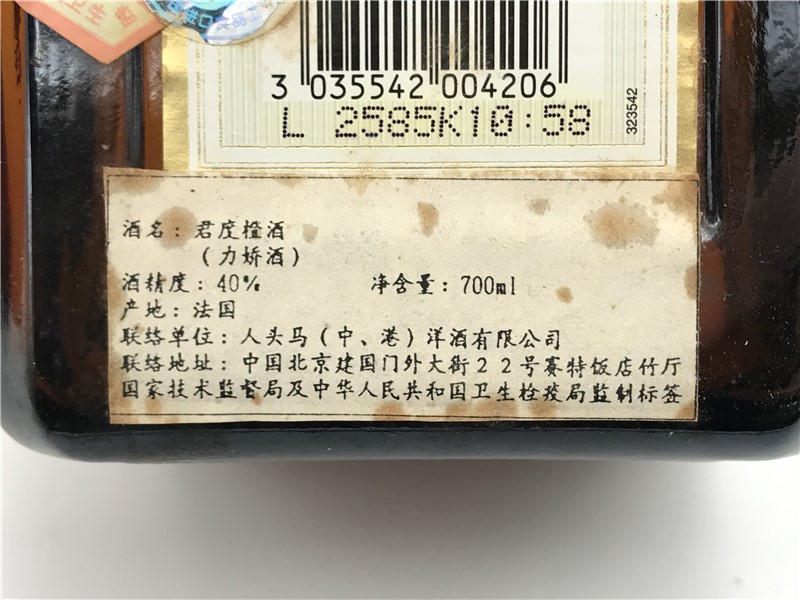 卫生
进口
3 035542 004206
L 2585K10:58
323542
酒名：君度橙酒
（力娇酒）
酒精度：40% 净含量：700ml
产地：法国
联络单位：人头马（中、港）洋酒有限公司
联络地址：中国北京建国门外大街22号赛特饭店竹厅
国家技术监督局及中华人民共和国卫生检疫局监制标签